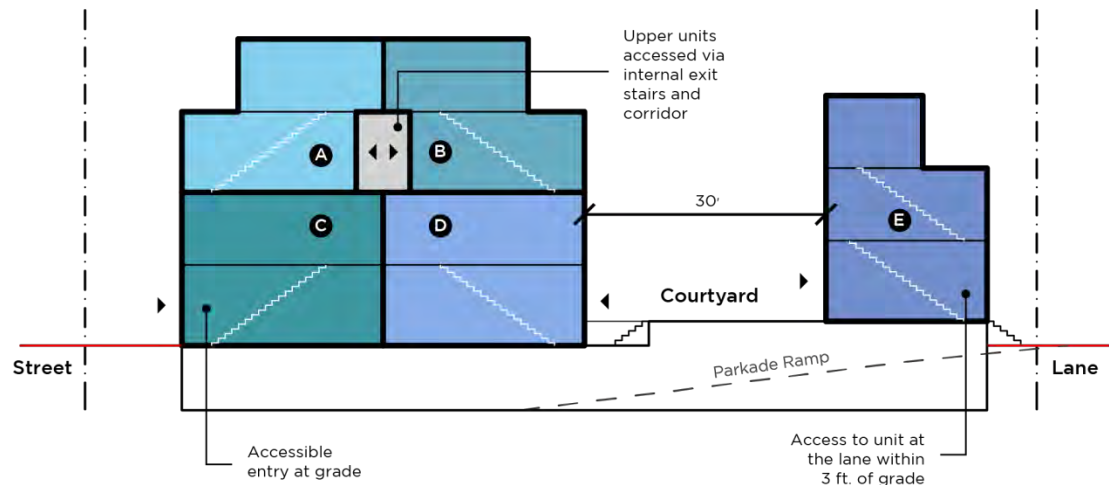 Upper units
accessed via
internal exit
stairs and
corridor
A
B
C
D
E
30'
Courtyard
Street
Parkade Ramp
Lane
Accessible
entry at grade
Access to unit at
the lane within
3 ft. of grade